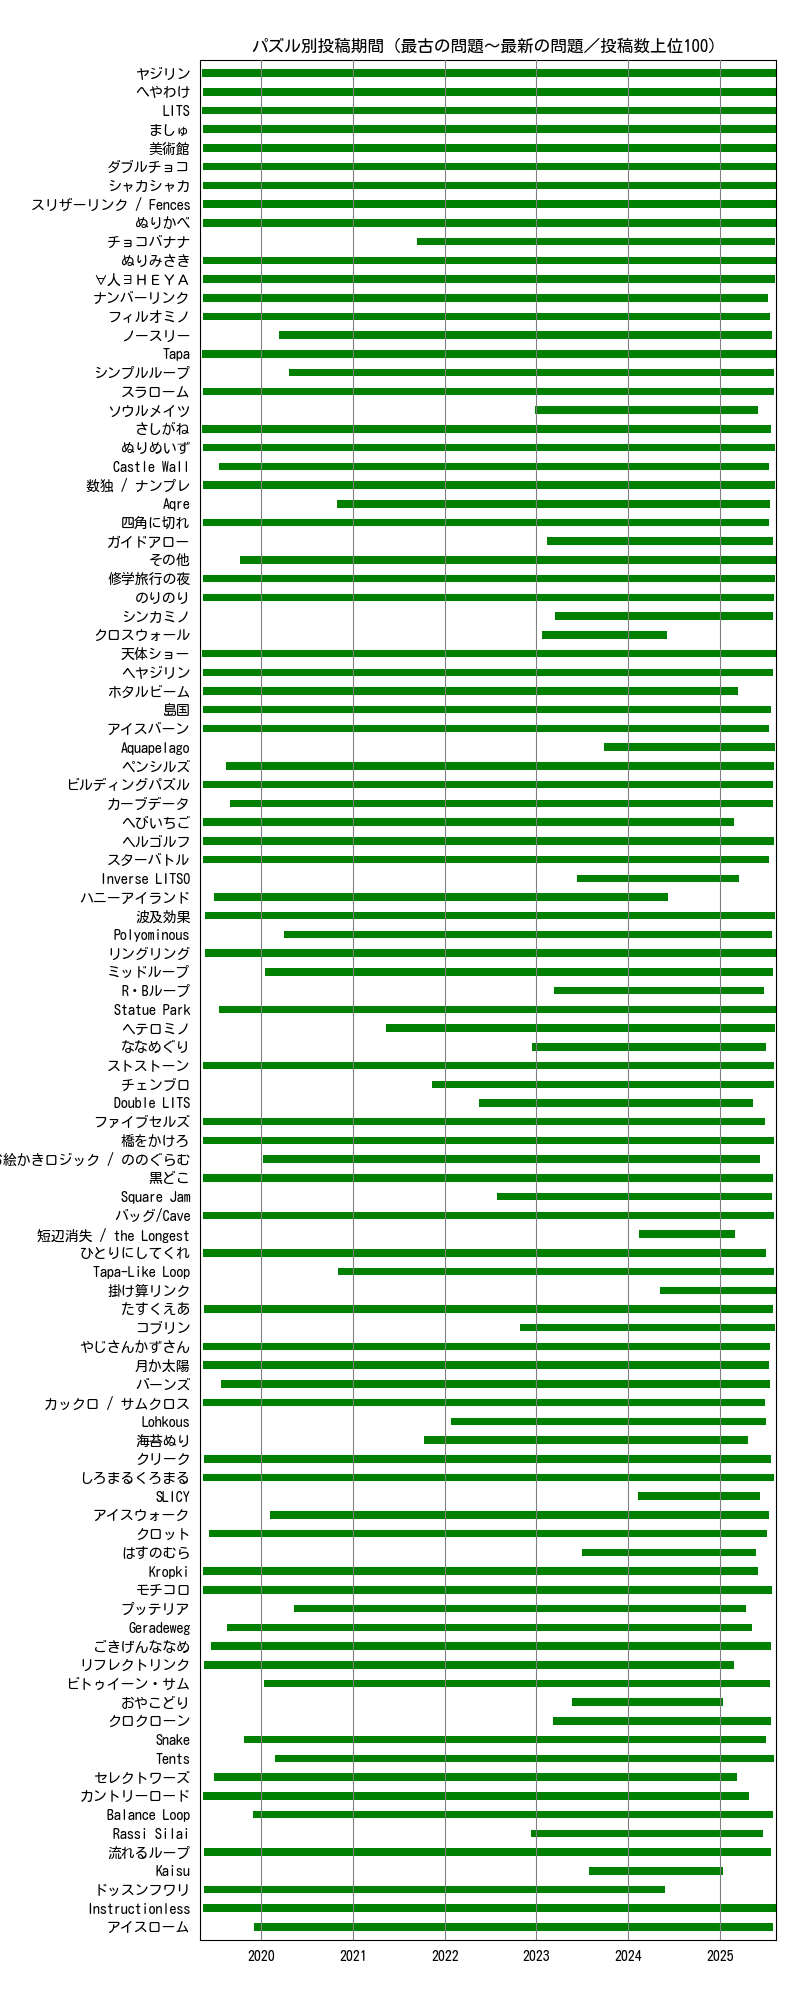 パズル別投稿期間（最古の問題～最新の問題／投稿数上位100）
ヤジリン
へやわけ
LITS
ましゅ
美術館
ダブルチョコ
シャカシャカ
スリザーリンク / Fences
ぬりかべ
チョコバナナ
ぬりみさき
∀人∃ＨＥＹＡ
ナンバーリンク
フィルオミノ
ノースリー
Tapa
シンプルループ
スラローム
ソウルメイツ
さしがね
ぬりめいず
Castle Wall
数独 / ナンプレ
Aqre
四角に切れ
ガイドアロー
その他
修学旅行の夜
のりのり
シンカミノ
クロスウォール
天体ショー
ヘヤジリン
ホタルビーム
島国
アイスバーン
Aquapelago
ペンシルズ
ビルディングパズル
カーブデータ
へびいちご
ヘルゴルフ
スターバトル
Inverse LITSO
ハニーアイランド
波及効果
Polyominous
リングリング
ミッドループ
R・Bループ
Statue Park
ヘテロミノ
ななめぐり
ストストーン
チェンブロ
Double LITS
ファイブセルズ
橋をかけろ
絵かきロジック / ののぐらむ
黒どこ
Square Jam
バッグ/Cave
短辺消失 / the Longest
ひとりにしてくれ
Tapa-Like Loop
掛け算リンク
たすくえあ
コブリン
やじさんかずさん
月か太陽
バーンズ
カックロ / サムクロス
Lohkous
海苔ぬり
クリーク
しろまるくろまる
SLICY
アイスウォーク
クロット
はすのむら
Kropki
モチコロ
プッテリア
Geradeweg
ごきげんななめ
リフレクトリンク
ビトゥイーン・サム
おやこどり
クロクローン
Snake
Tents
セレクトワーズ
カントリーロード
Balance Loop
Rassi Silai
流れるループ
Kaisu
ドッスンフワリ
Instructionless
アイスローム
2020 2021 2022 2023 2024 2025